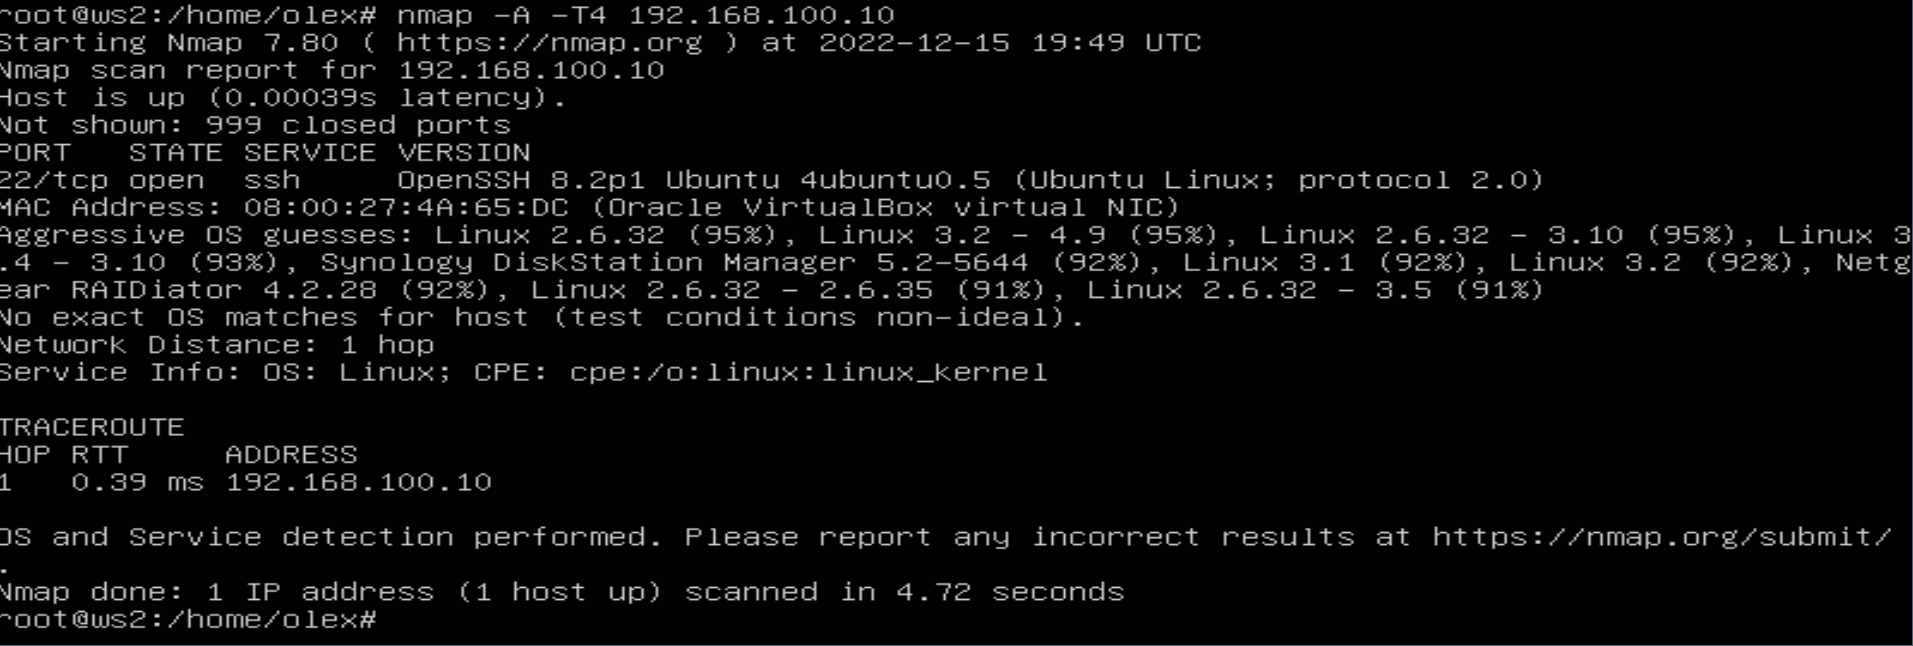 root@ws2:/home/olex# nmap -A -T4 192.168.100.10
Starting Nmap 7.80 ( https://nmap.org ) at 2022-12-15 19:49 UTC
Nmap scan report for 192.168.100.10
Host is up (0.00039s latency).
Not shown: 999 closed ports
PORT   STATE SERVICE VERSION
22/tcp open  ssh     OpenSSH 8.2p1 Ubuntu 4ubuntu0.5 (Ubuntu Linux; protocol 2.0)
MAC Address: 08:00:27:4A:65:DC (Oracle VirtualBox virtual NIC)
Aggressive OS guesses: Linux 2.6.32 (95%), Linux 3.2 - 4.9 (95%), Linux 2.6.32 - 3.10 (95%), Linux 3
.4 - 3.10 (93%), Synology DiskStation Manager 5.2-5644 (92%), Linux 3.1 (92%), Linux 3.2 (92%), Netg
ear RAIDiator 4.2.28 (92%), Linux 2.6.32 - 2.6.35 (91%), Linux 2.6.32 - 3.5 (91%)
No exact OS matches for host (test conditions non-ideal).
Network Distance: 1 hop
Service Info: OS: Linux; CPE: cpe:/o:linux:linux_kernel

TRACEROUTE
HOP RTT     ADDRESS
1   0.39 ms 192.168.100.10

OS and Service detection performed. Please report any incorrect results at https://nmap.org/submit/
.
Nmap done: 1 IP address (1 host up) scanned in 4.72 seconds
root@ws2:/home/olex#